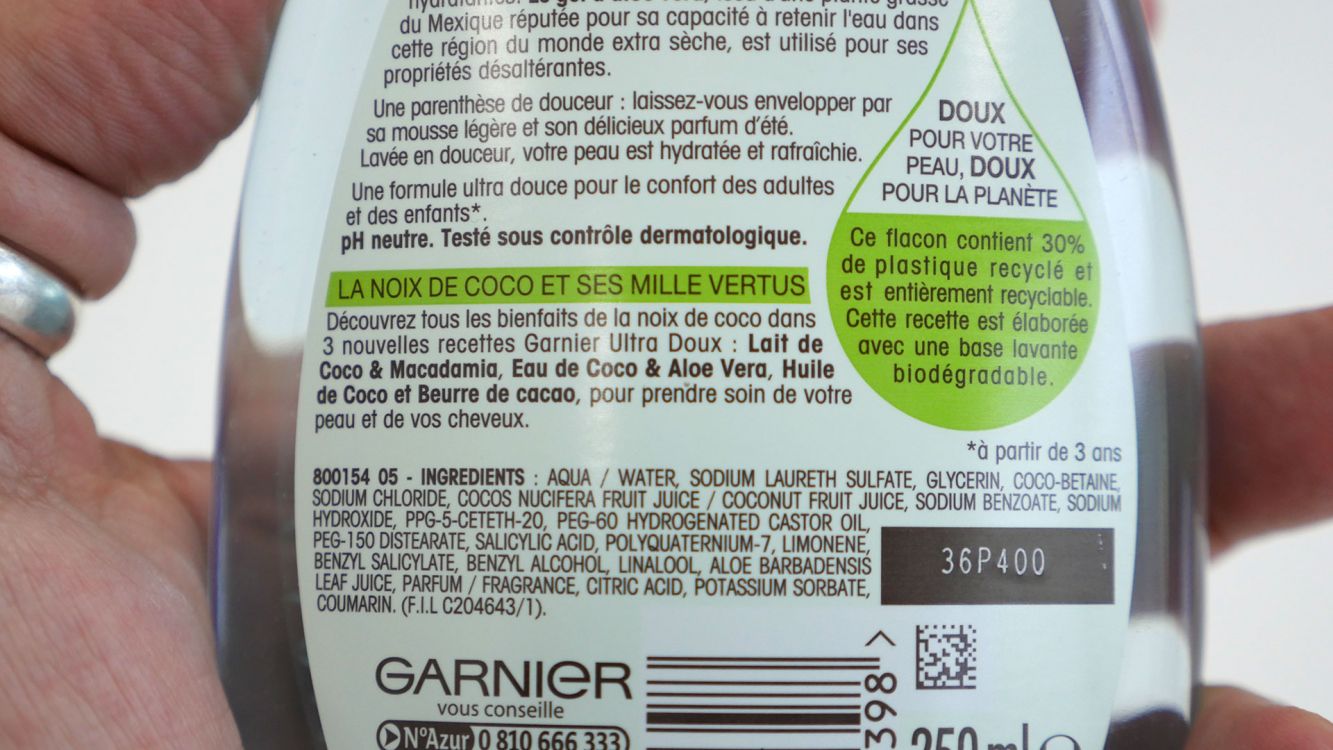 du Mexique réputée pour sa capacité à retenir l'eau dans
cette région du monde extra sèche, est utilisé pour ses
propriétés désaltérantes.
Une parenthèse de douceur : laissez-vous envelopper par
sa mousse légère et son délicieux parfum d'été.
Lavée en douceur, votre peau est hydratée et rafraîchie.
Une formule ultra douce pour le confort des adultes
et des enfants*.
pH neutre. Testé sous contrôle dermatologique.
LA NOIX DE COCO ET SES MILLE VERTUS
Découvrez tous les bienfaits de la noix de coco dans
3 nouvelles recettes Garnier Ultra Doux : Lait de
Coco & Macadamia, Eau de Coco & Aloe Vera, Huile
de Coco et Beurre de cacao, pour prendre soin de votre
peau et de vos cheveux.
DOUX
POUR VOTRE
PEAU, DOUX
POUR LA PLANÈTE
Ce flacon contient 30%
de plastique recyclé et
est entièrement recyclable.
Cette recette est élaborée
avec une base lavante
biodégradable.
*à partir de 3 ans
800154 05 - INGREDIENTS : AQUA / WATER, SODIUM LAURETH SULFATE, GLYCERIN, COCO-BETAINE,
SODIUM CHLORIDE, COCOS NUCIFERA FRUIT JUICE / COCONUT FRUIT JUICE, SODIUM BENZOATE, SODIUM
HYDROXIDE, PPG-5-CETETH-20, PEG-60 HYDROGENATED CASTOR OIL,
PEG-150 DISTEARATE, SALICYLIC ACID, POLYQUATERNIUM-7, LIMONENE,
BENZYL SALICYLATE, BENZYL ALCOHOL, LINALOOL, ALOE BARBADENSIS
LEAF JUICE, PARFUM / FRAGRANCE, CITRIC ACID, POTASSIUM SORBATE,
COUMARIN. (F.I.L C204643/1).
36P400
GARNIER
vous conseille
N°Azur 0 810 666 333
398 >
250 ml e